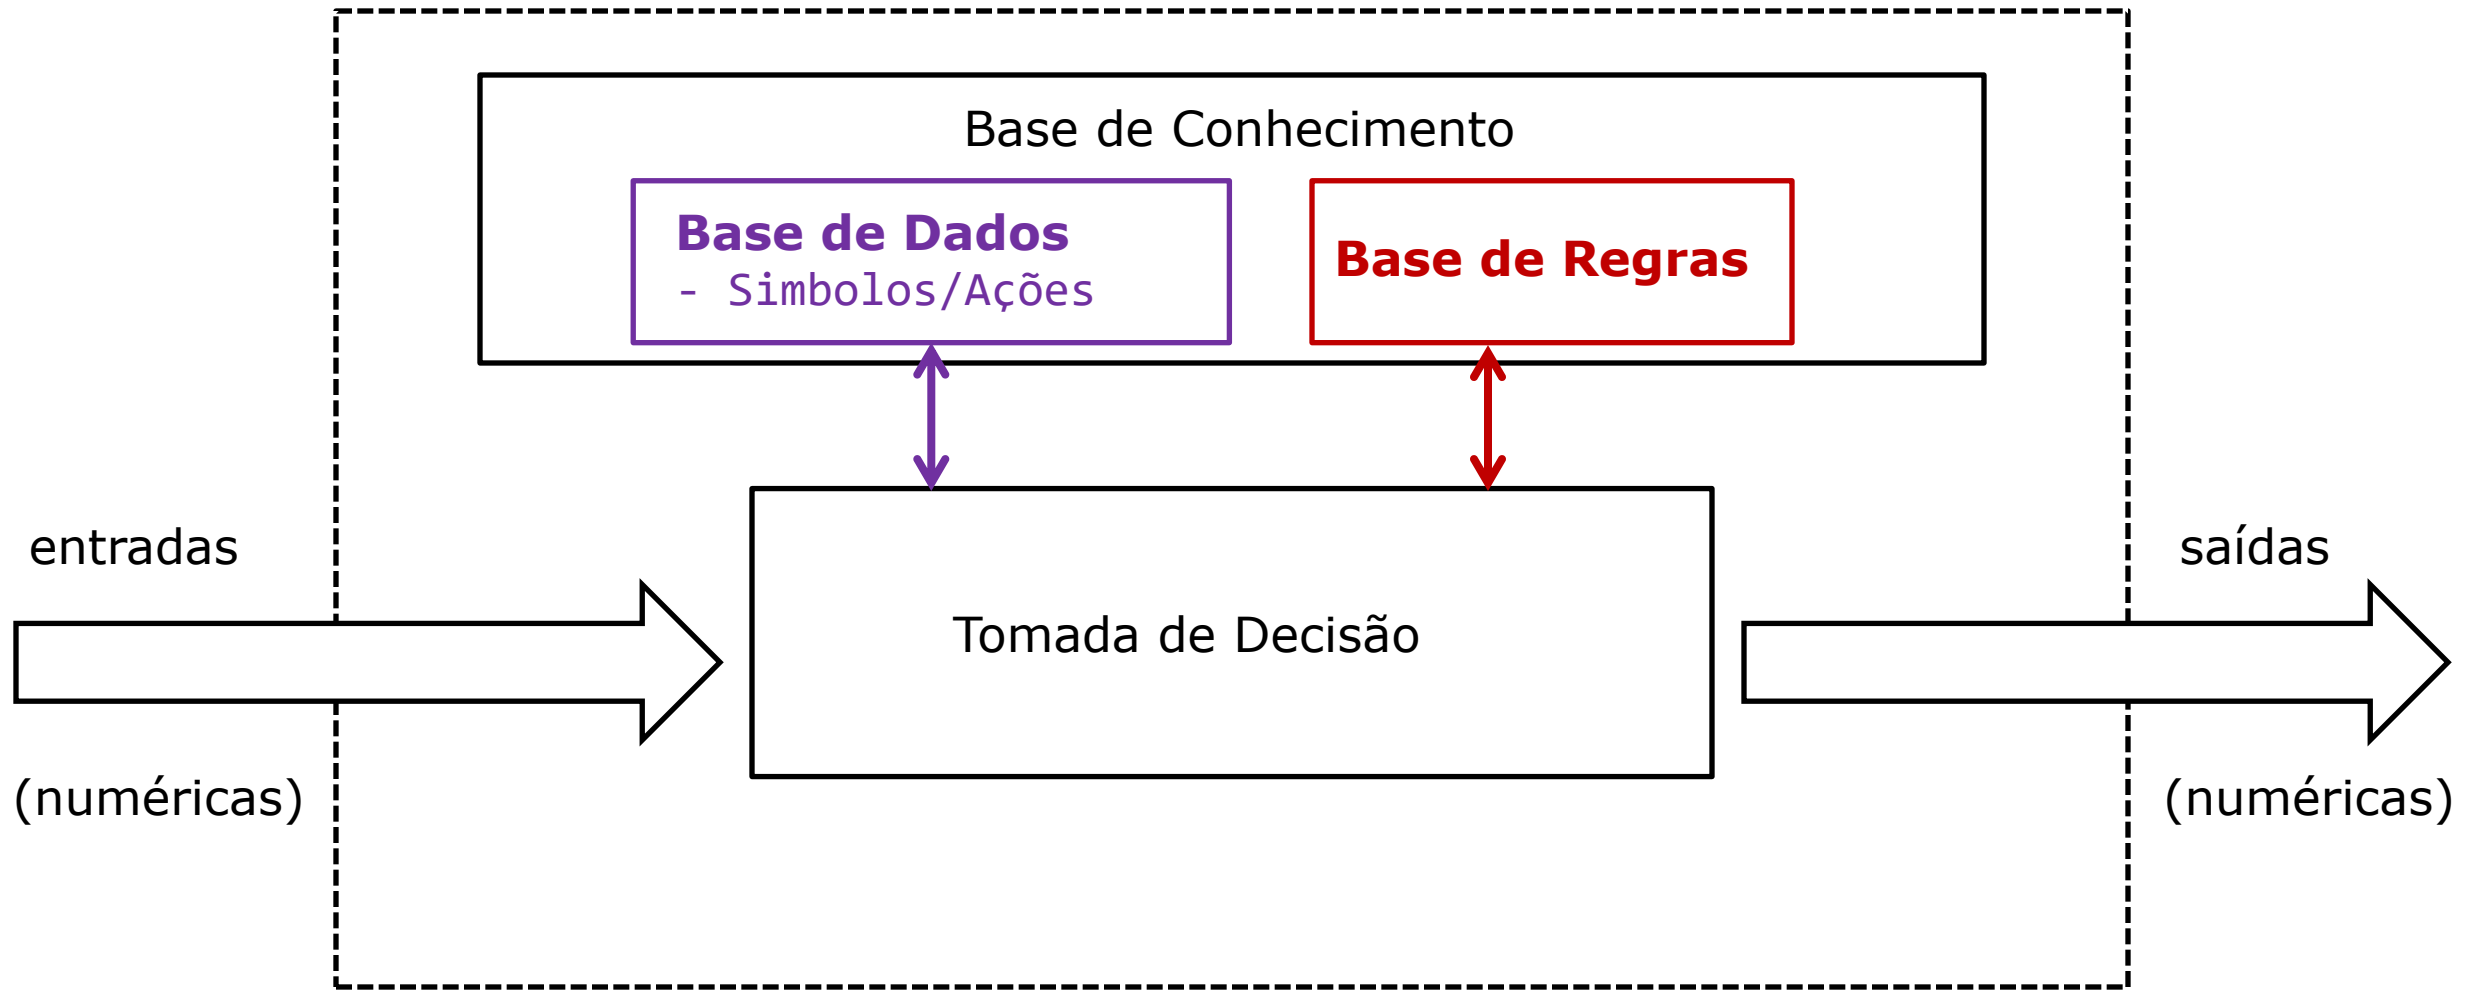 Base de Conhecimento
Base de Dados
- Simbolos/Ações
Base de Regras
entradas
saídas
Tomada de Decisão
(numéricas)
(numéricas)